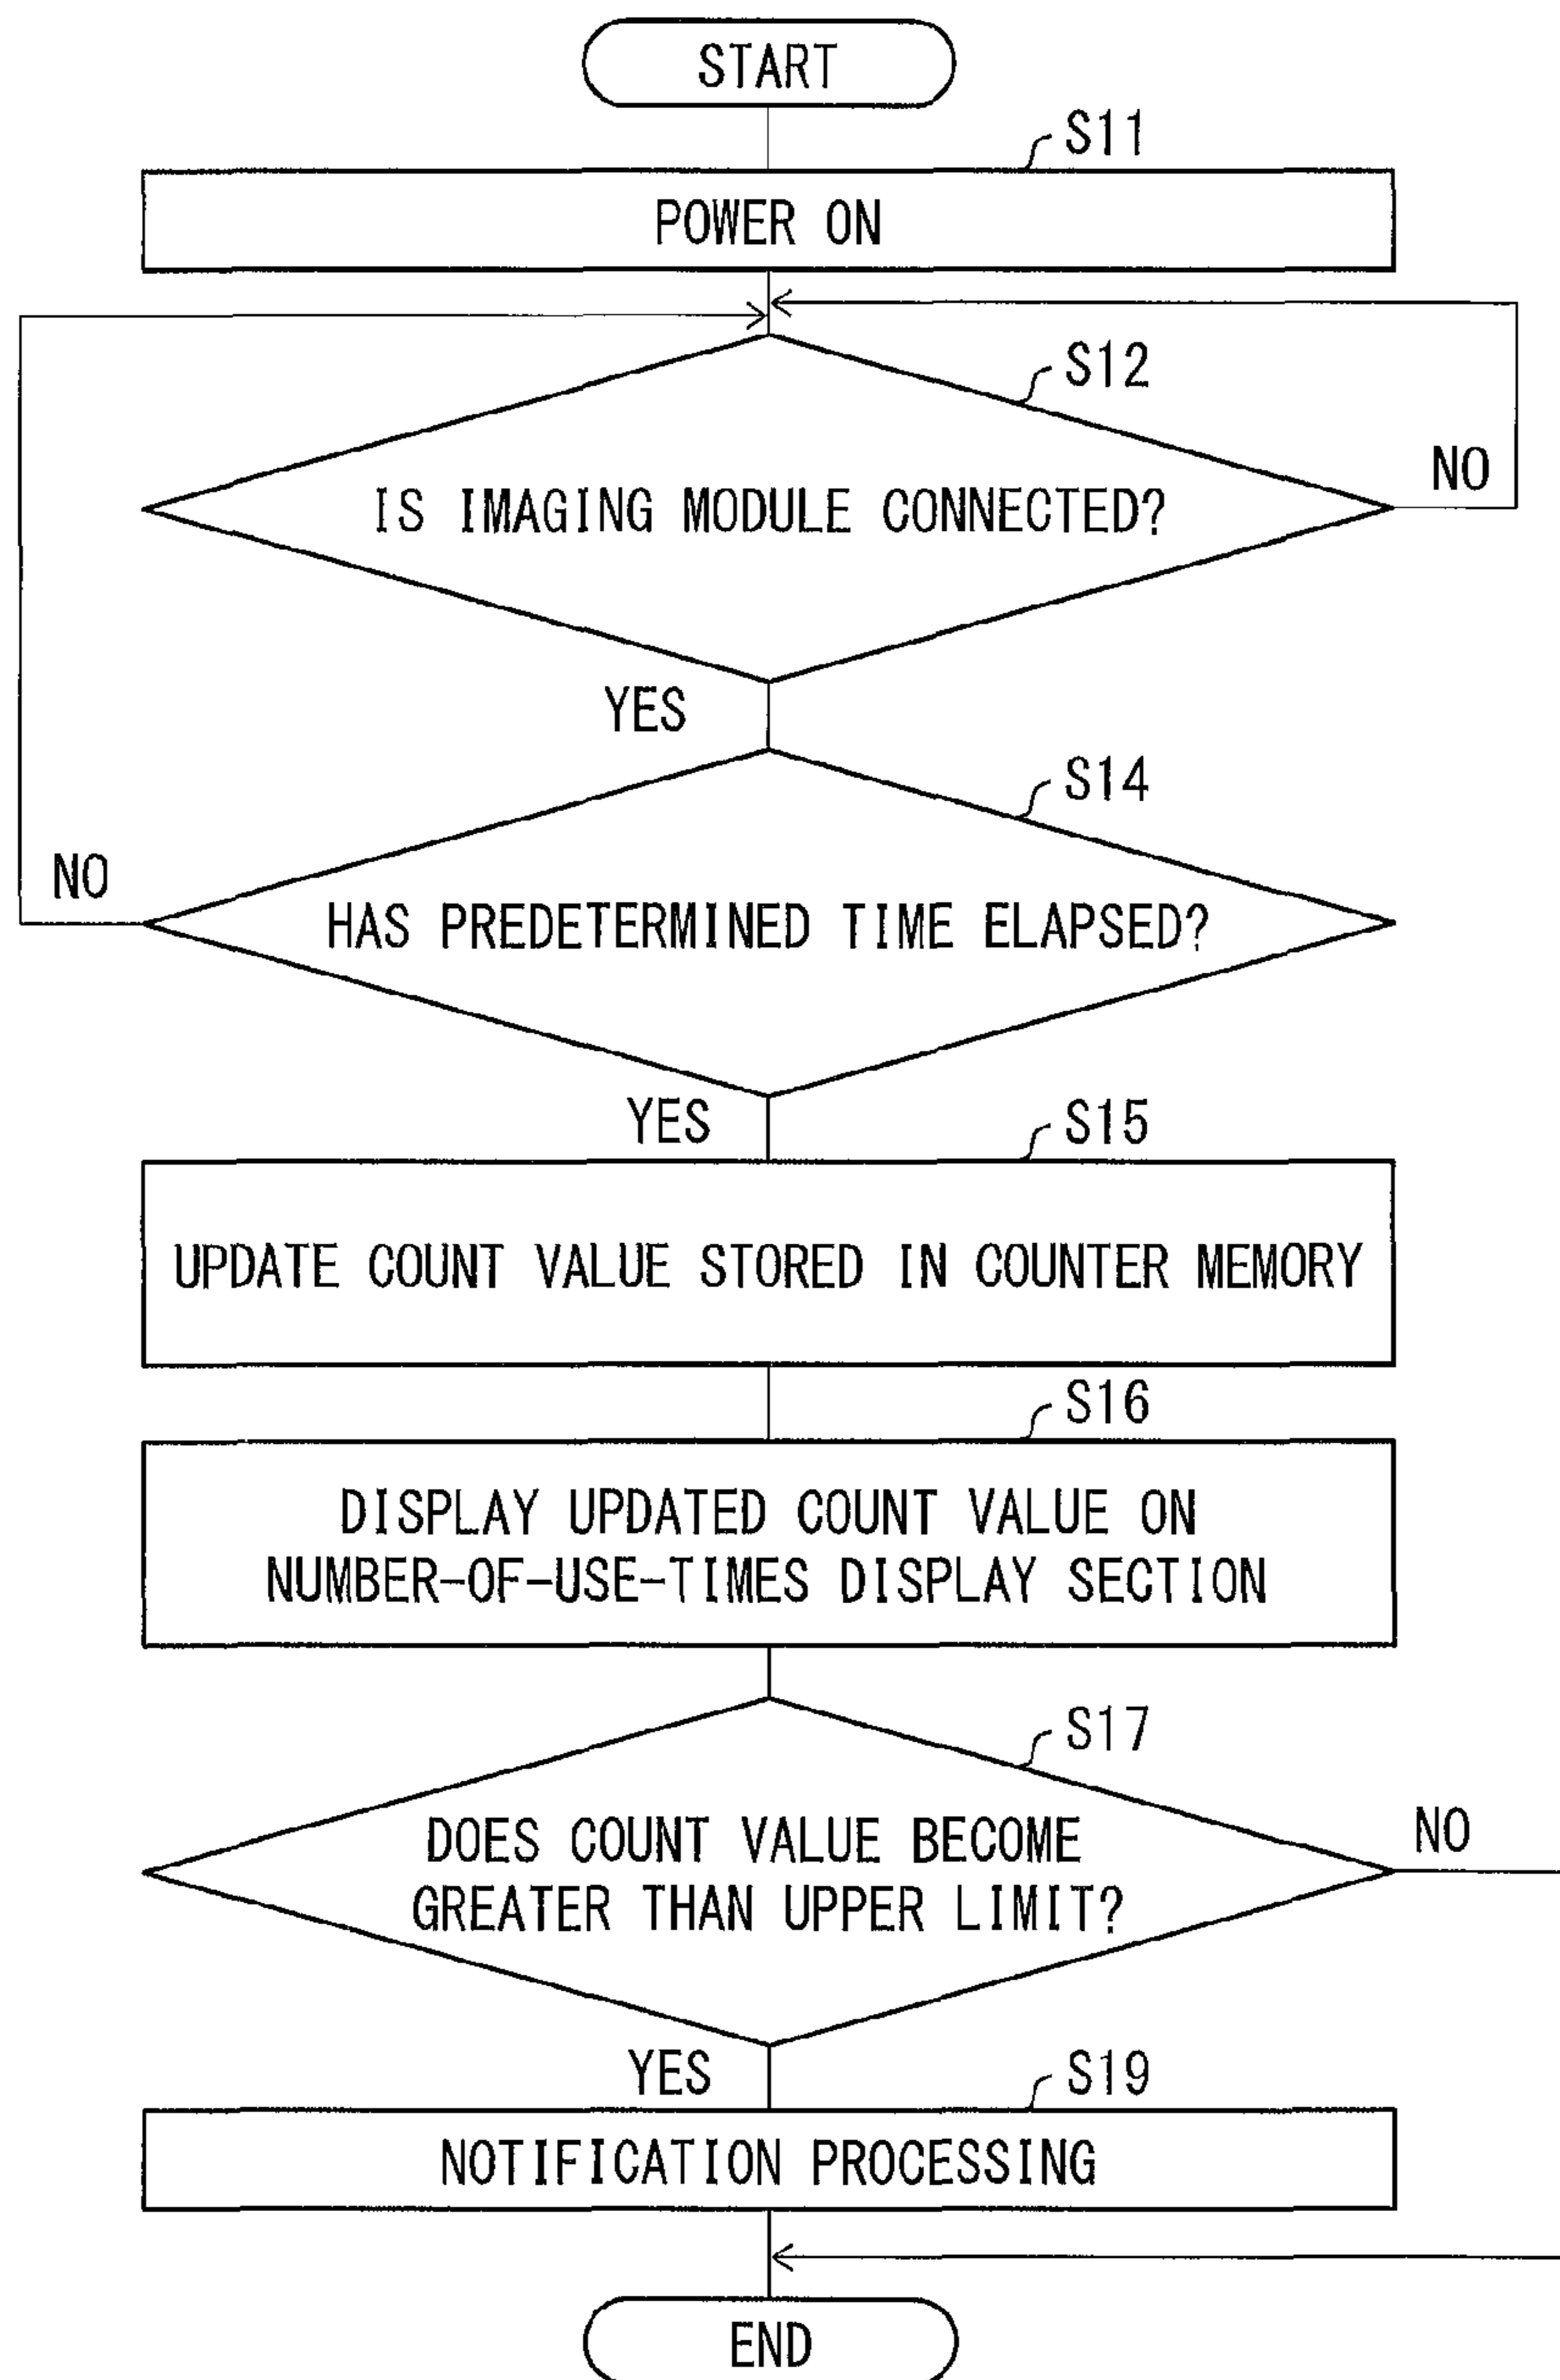 START
S11
POWER ON
S12
NO
IS IMAGING MODULE CONNECTED?
YES
S14
NO
HAS PREDETERMINED TIME ELAPSED?
YES
S15
UPDATE COUNT VALUE STORED IN COUNTER MEMORY
S16
DISPLAY UPDATED COUNT VALUE ON
NUMBER-OF-USE-TIMES DISPLAY SECTION
S17
NO
DOES COUNT VALUE BECOME
GREATER THAN UPPER LIMIT?
YES
S19
NOTIFICATION PROCESSING
END